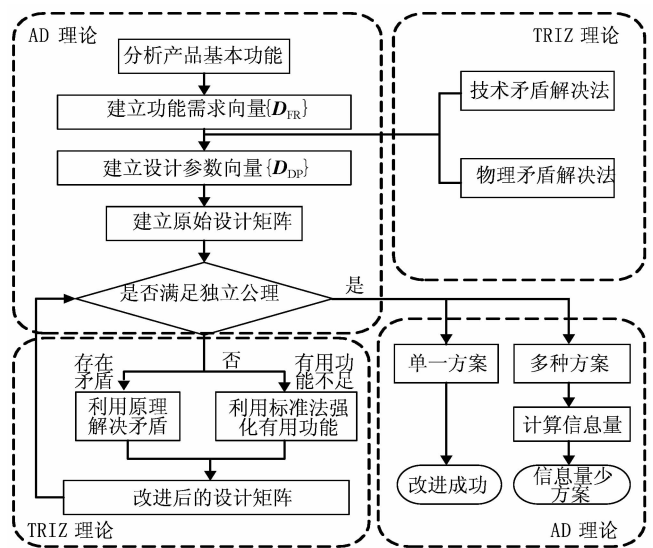 AD 理论
分析产品基本功能
建立功能需求向量{D_FR}
建立设计参数向量{D_DP}
建立原始设计矩阵
是否满足独立公理
TRIZ 理论
技术矛盾解决法
物理矛盾解决法
是
否
存在
矛盾
有用功
能不足
利用原理
解决矛盾
利用标准法强
化有用功能
改进后的设计矩阵
TRIZ 理论
单一方案
多种方案
计算信息量
改进成功
信息量少
方案
AD 理论